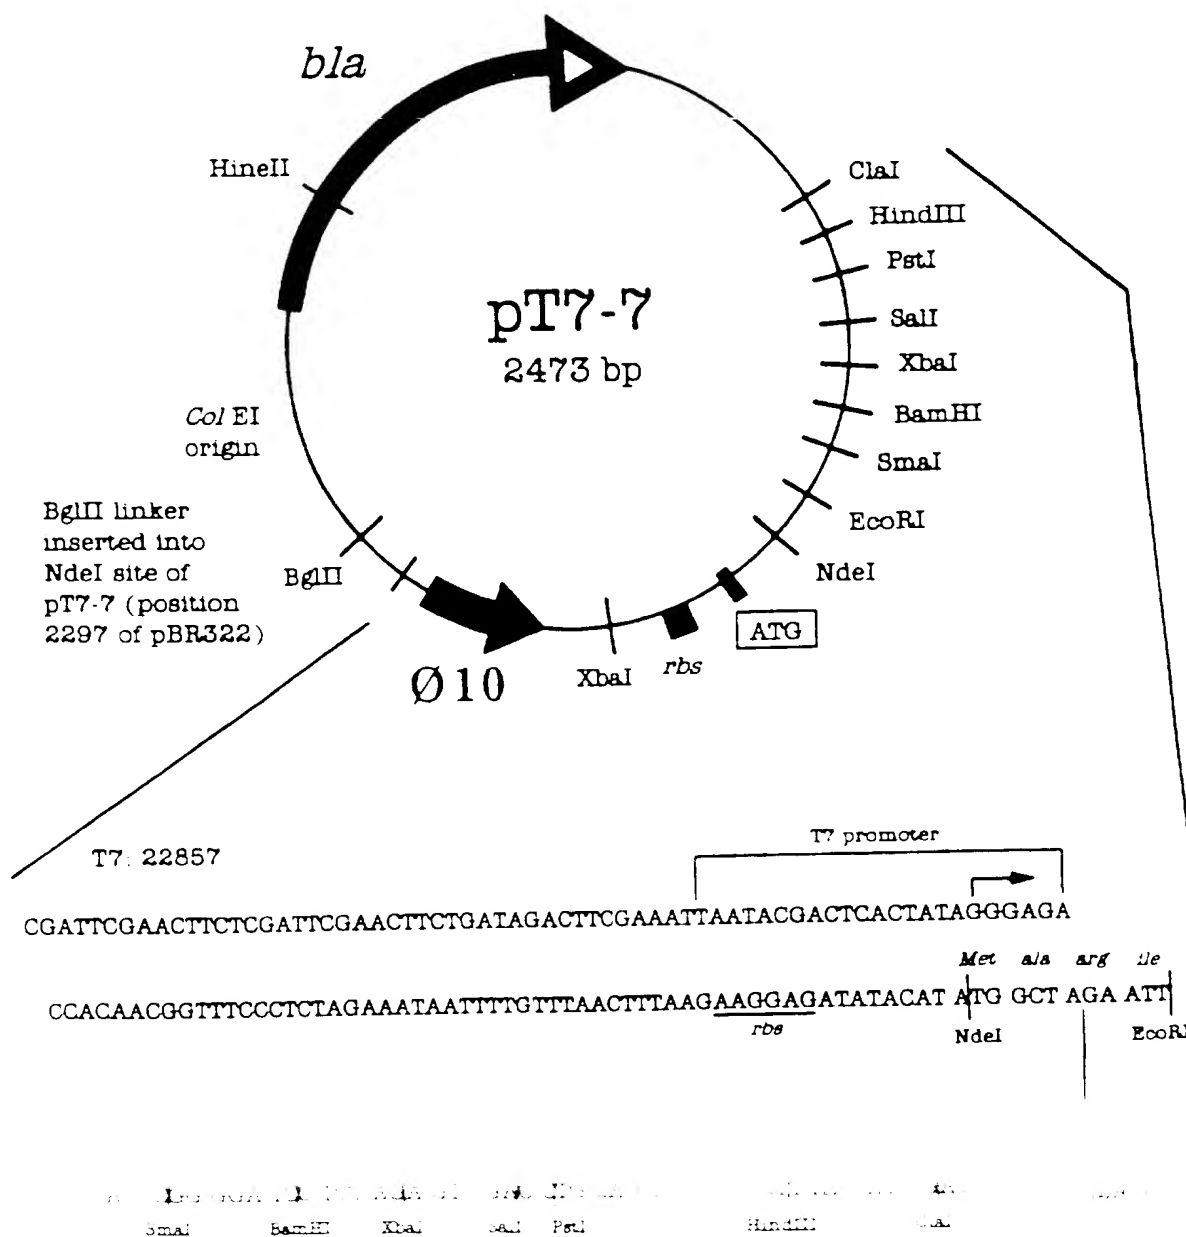 bla
HineII
ClaI
HindIII
PstI
SalI
XbaI
BamHI
SmaI
EcoRI
NdeI
pT7-7
2473 bp
Col EI
origin
BglII linker
inserted into
NdeI site of
pT7-7 (position
2297 of pBR322)
BglII
Ø10
XbaI
rbs
ATG
T7: 22857
T7 promoter
CGATTCGAACTTCTCGATTCGAACTTCTGATAGACTTCGAAATTAATACGACTCACTATAGGGAGA
Met ala arg ile
CCACAACGGTTTCCCTCTAGAAATAATTTTGTTTAACTTTAAGAAGGAGATATACAT ATG GCT AGA ATT
rbs
NdeI
EcoRI
SmaI BamHI XbaI SalI PstI HindIII ClaI